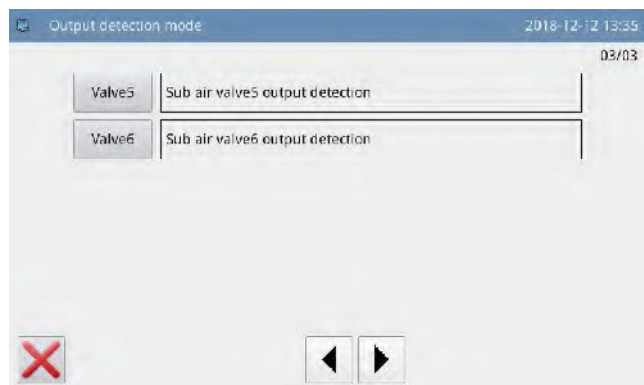 Output detection mode 2018-12-12 13:35
03/03
Valve5 Sub air valve5 output detection
Valve6 Sub air valve6 output detection